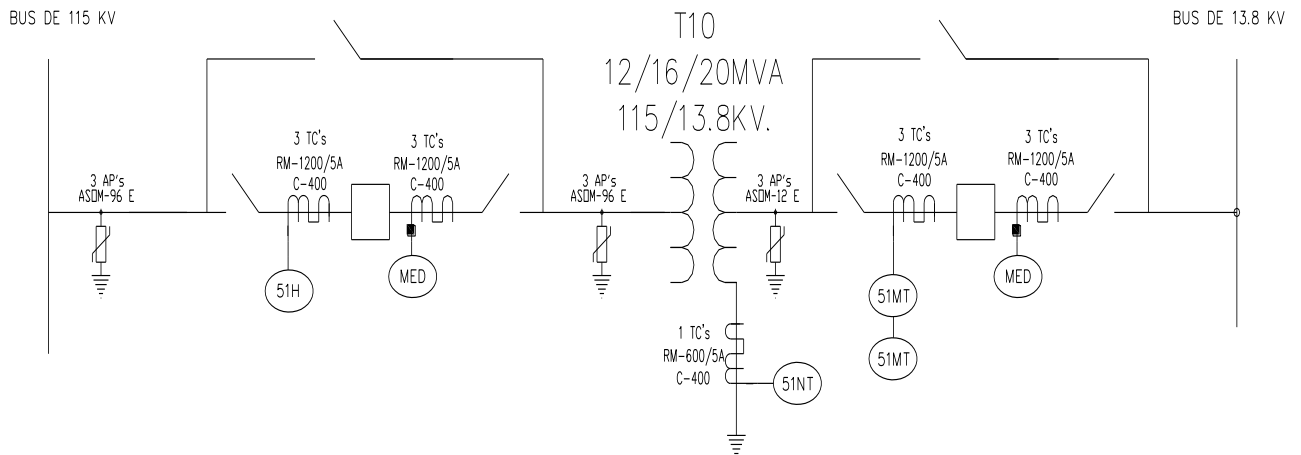 BUS DE 115 KV
BUS DE 13.8 KV
T10
12/16/20MVA
115/13.8KV.
3 TC's
RM-1200/5A
C-400
3 TC's
RM-1200/5A
C-400
3 TC's
RM-1200/5A
C-400
3 TC's
RM-1200/5A
C-400
3 AP's
AS▯M-96 E
3 AP's
AS▯M-96 E
3 AP's
AS▯M-12 E
51H
MED
51MT
MED
51MT
1 TC's
RM-600/5A
C-400
51NT